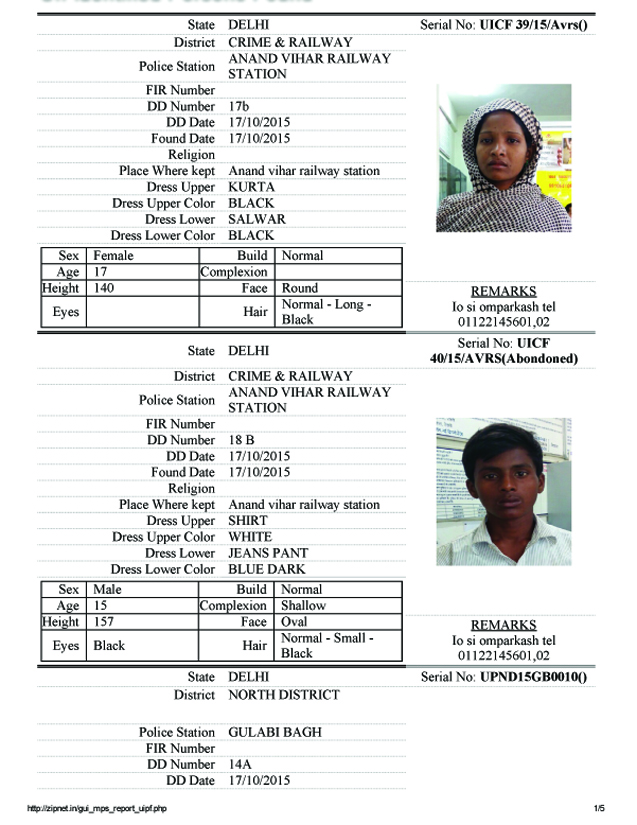 State DELHI
Serial No: UICF 39/15/Avrs()
District CRIME & RAILWAY
Police Station ANAND VIHAR RAILWAY
STATION
FIR Number
DD Number 17b
DD Date 17/10/2015
Found Date 17/10/2015
Religion
Place Where kept Anand vihar railway station
Dress Upper KURTA
Dress Upper Color BLACK
Dress Lower SALWAR
Dress Lower Color BLACK
Sex Female Build Normal
Age 17 Complexion
Height 140 Face Round
Eyes Hair Normal - Long -
Black
REMARKS
Io si omparkash tel
01122145601,02
State DELHI
Serial No: UICF
40/15/AVRS(Abondoned)
District CRIME & RAILWAY
Police Station ANAND VIHAR RAILWAY
STATION
FIR Number
DD Number 18 B
DD Date 17/10/2015
Found Date 17/10/2015
Religion
Place Where kept Anand vihar railway station
Dress Upper SHIRT
Dress Upper Color WHITE
Dress Lower JEANS PANT
Dress Lower Color BLUE DARK
Sex Male Build Normal
Age 15 Complexion Shallow
Height 157 Face Oval
Eyes Black Hair Normal - Small -
Black
REMARKS
Io si omparkash tel
01122145601,02
State DELHI
Serial No: UPND15GB0010()
District NORTH DISTRICT
Police Station GULABI BAGH
FIR Number
DD Number 14A
DD Date 17/10/2015
http://zipnet.in/gui_mps_report_uipf.php
1/5